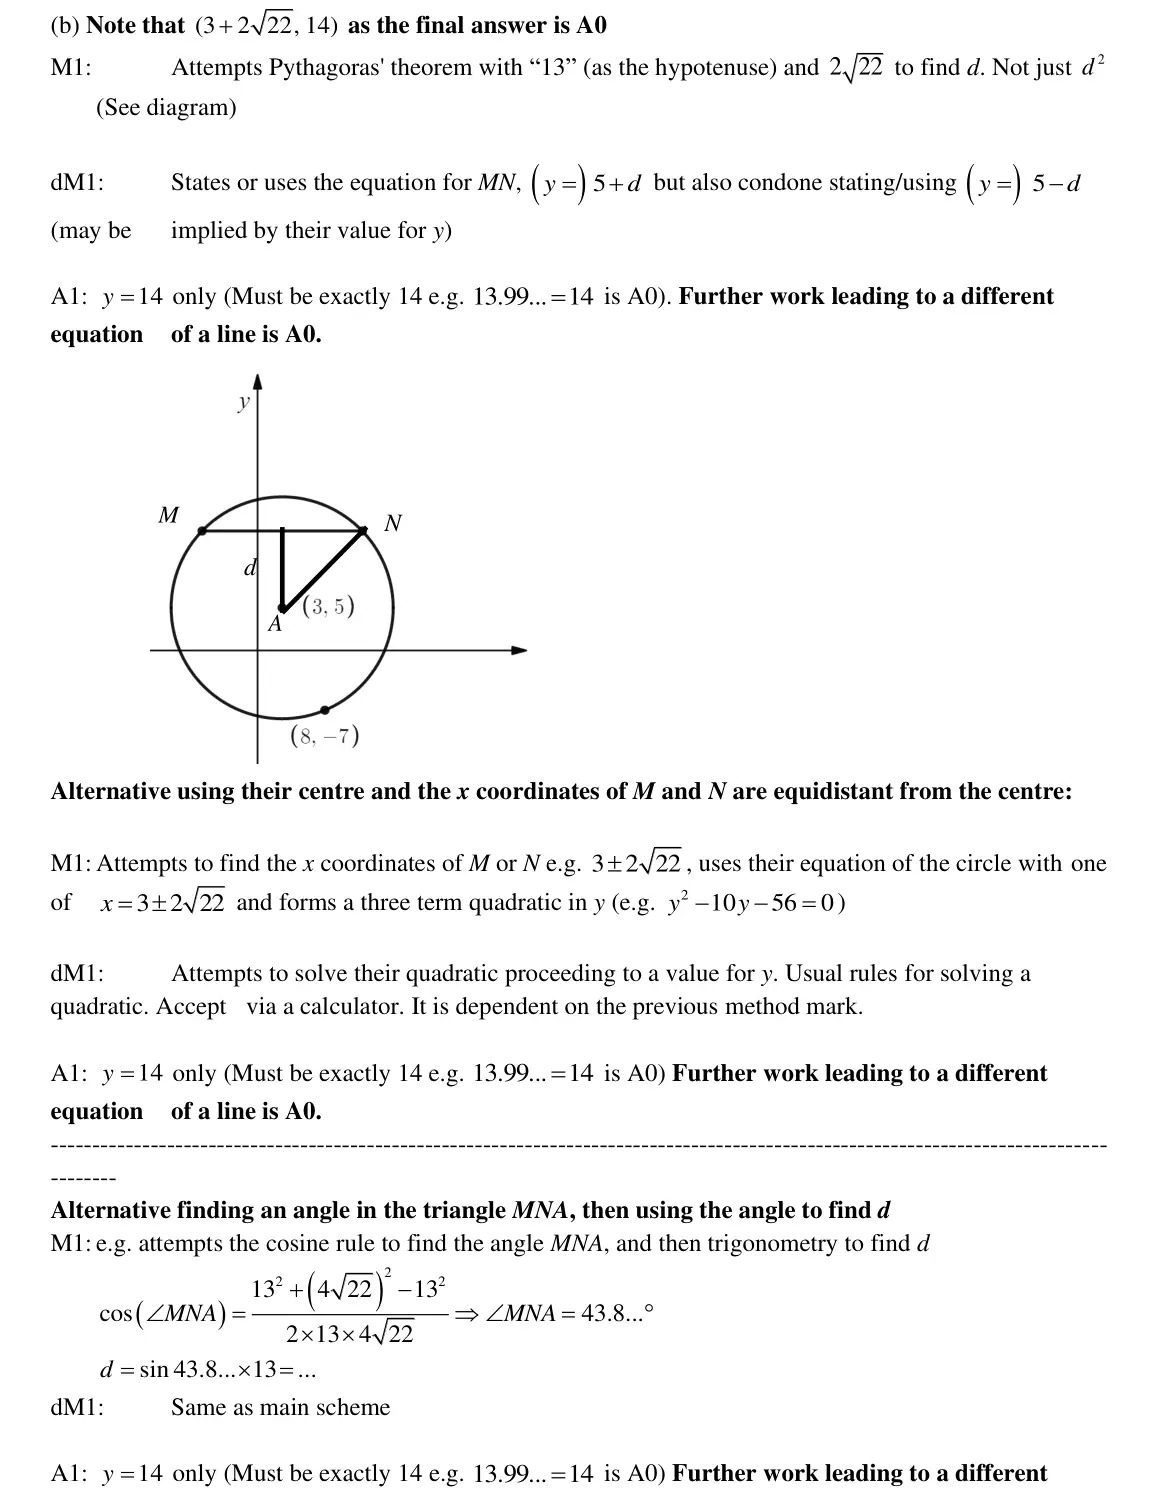 (b) Note that (3+2√22, 14) as the final answer is A0
M1: Attempts Pythagoras' theorem with “13” (as the hypotenuse) and 2√22 to find d. Not just d²
(See diagram)
dM1: States or uses the equation for MN, (y =) 5+d but also condone stating/using (y =) 5−d
(may be implied by their value for y)
A1: y =14 only (Must be exactly 14 e.g. 13.99...=14 is A0). Further work leading to a different
equation of a line is A0.
y
M
N
d
(3, 5)
A
(8, −7)
Alternative using their centre and the x coordinates of M and N are equidistant from the centre:
M1: Attempts to find the x coordinates of M or N e.g. 3±2√22, uses their equation of the circle with one
of x=3±2√22 and forms a three term quadratic in y (e.g. y²−10y−56=0)
dM1: Attempts to solve their quadratic proceeding to a value for y. Usual rules for solving a
quadratic. Accept via a calculator. It is dependent on the previous method mark.
A1: y =14 only (Must be exactly 14 e.g. 13.99...=14 is A0) Further work leading to a different
equation of a line is A0.
--------------------------------------------------------------------------------------------------------------------------------
--------
Alternative finding an angle in the triangle MNA, then using the angle to find d
M1: e.g. attempts the cosine rule to find the angle MNA, and then trigonometry to find d
cos(∠MNA) = (13²+(4√22)²−13²)/(2×13×4√22) ⇒ ∠MNA = 43.8...°
d = sin 43.8...×13=...
dM1: Same as main scheme
A1: y =14 only (Must be exactly 14 e.g. 13.99...=14 is A0) Further work leading to a different